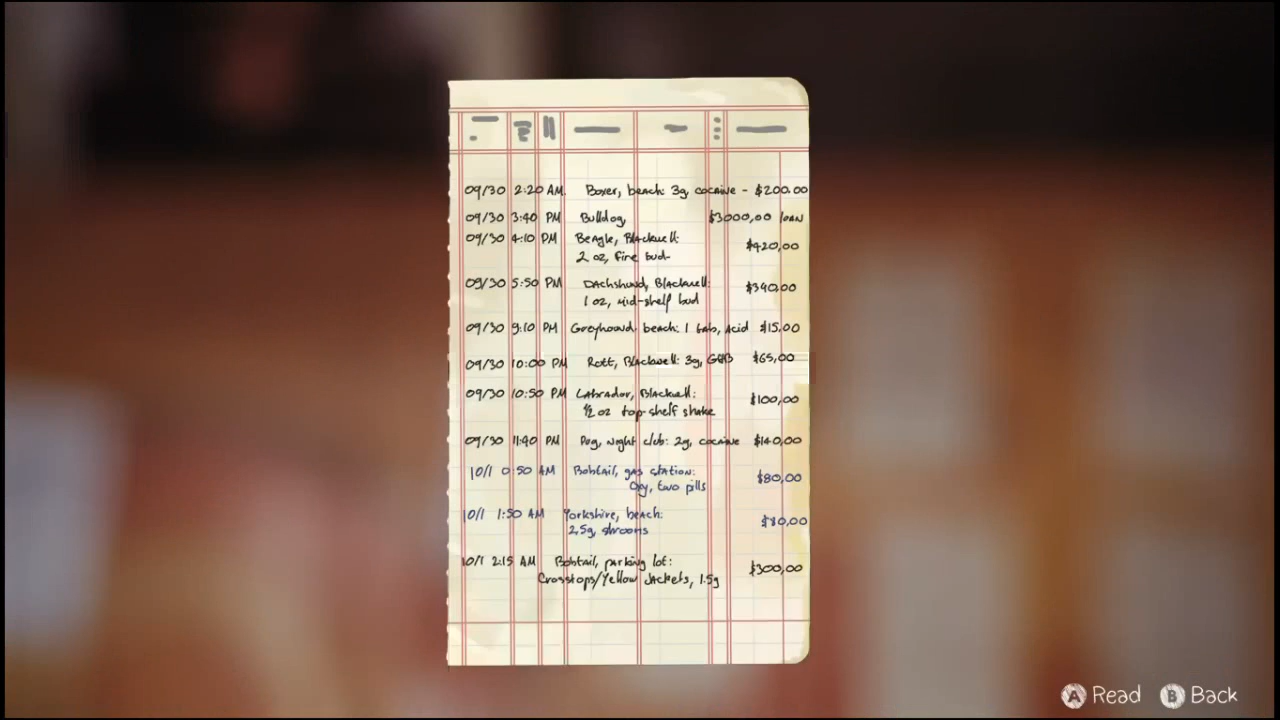 09/30 2:20 AM. Boxer, beach: 3g, cocaine - $200.00
09/30 3:40 PM Bulldog, $3000,00 loan
09/30 4:10 PM Beagle, Blackwell: $420,00
2 oz, fire bud-
09/30 5:50 PM Dachshund, Blackwell: $340,00
1 oz, mid-shelf bud
09/30 9:10 PM Greyhound, beach: 1 tab, Acid $15.00
09/30 10:00 PM Rott, Blackwell: 3g, GHB $65,00
09/30 10:50 PM Labrador, Blackwell: $100,00
1/2 oz top-shelf shake
09/30 11:40 PM Pug, night club: 2g, cocaine $140,00
10/1 0:50 AM Bobtail, gas station: $80,00
Oxy, two pills
10/1 1:50 AM Yorkshire, beach:
2,5g, shrooms
10/1 2:15 AM Bobtail, parking lot: $300,00
Crosstops/Yellow Jackets, 1.5g
A Read B Back